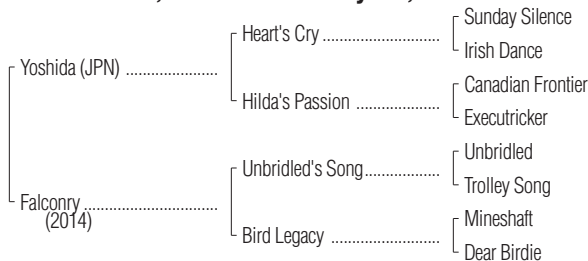 Sunday Silence
Heart's Cry
Irish Dance
Yoshida (JPN)
Canadian Frontier
Hilda's Passion
Executricker
Unbridled
Unbridled's Song
Trolley Song
Falconry
(2014)
Mineshaft
Bird Legacy
Dear Birdie